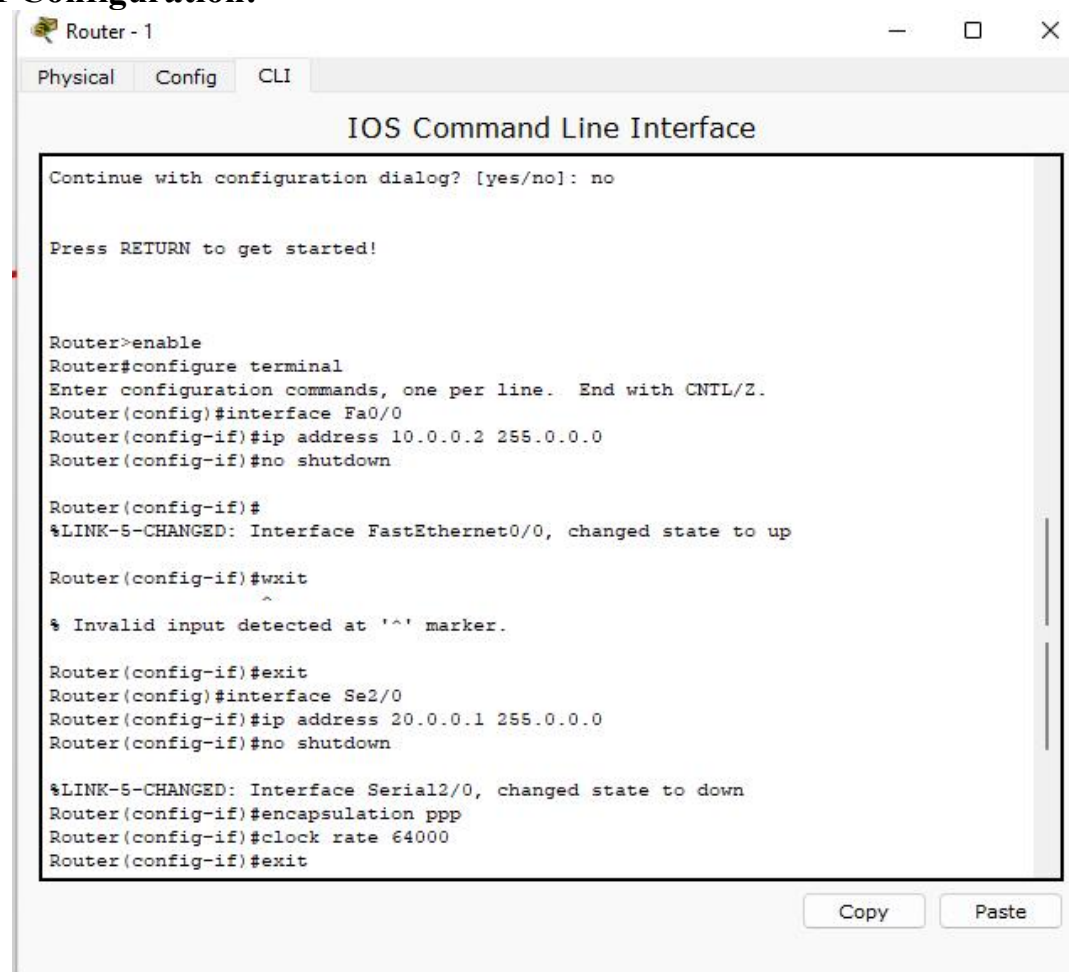 Configuration:
Router - 1
Physical Config CLI
IOS Command Line Interface
Continue with configuration dialog? [yes/no]: no
Press RETURN to get started!
Router>enable
Router#configure terminal
Enter configuration commands, one per line.  End with CNTL/Z.
Router(config)#interface Fa0/0
Router(config-if)#ip address 10.0.0.2 255.0.0.0
Router(config-if)#no shutdown
Router(config-if)#
%LINK-5-CHANGED: Interface FastEthernet0/0, changed state to up
Router(config-if)#wxit
^
% Invalid input detected at '^' marker.
Router(config-if)#exit
Router(config)#interface Se2/0
Router(config-if)#ip address 20.0.0.1 255.0.0.0
Router(config-if)#no shutdown
%LINK-5-CHANGED: Interface Serial2/0, changed state to down
Router(config-if)#encapsulation ppp
Router(config-if)#clock rate 64000
Router(config-if)#exit
Copy Paste